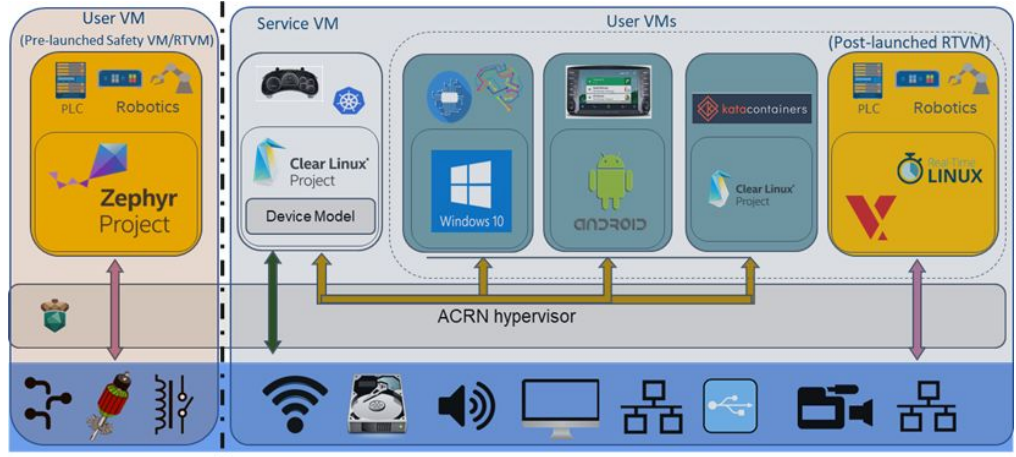 User VM
(Pre-launched Safety VM/RTVM)
PLC
Robotics
Zephyr
Project
Service VM
Clear Linux*
Project
Device Model
User VMs
Windows 10
ANDROID
katacontainers
Clear Linux*
Project
(Post-launched RTVM)
PLC
Robotics
Real-Time
LINUX
ACRN hypervisor